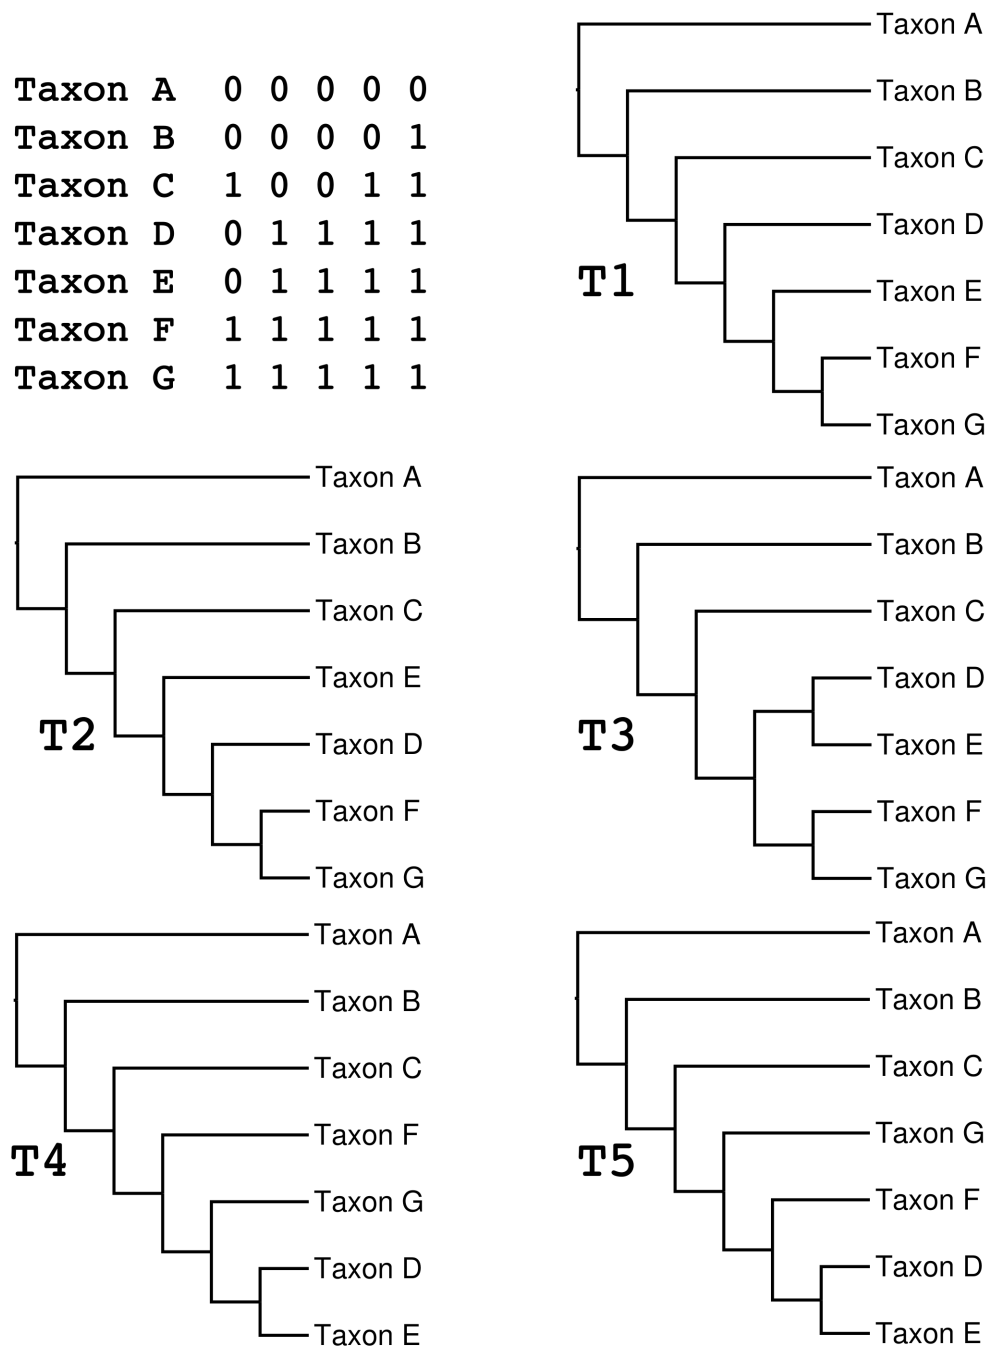 Taxon A 0 0 0 0 0
Taxon B 0 0 0 0 1
Taxon C 1 0 0 1 1
Taxon D 0 1 1 1 1
Taxon E 0 1 1 1 1
Taxon F 1 1 1 1 1
Taxon G 1 1 1 1 1
Taxon A
Taxon B
Taxon C
Taxon D
T1
Taxon E
Taxon F
Taxon G
Taxon A
Taxon B
Taxon C
Taxon E
T2
Taxon D
Taxon F
Taxon G
Taxon A
Taxon B
Taxon C
Taxon D
T3
Taxon E
Taxon F
Taxon G
Taxon A
Taxon B
Taxon C
Taxon F
T4
Taxon G
Taxon D
Taxon E
Taxon A
Taxon B
Taxon C
Taxon G
T5
Taxon F
Taxon D
Taxon E